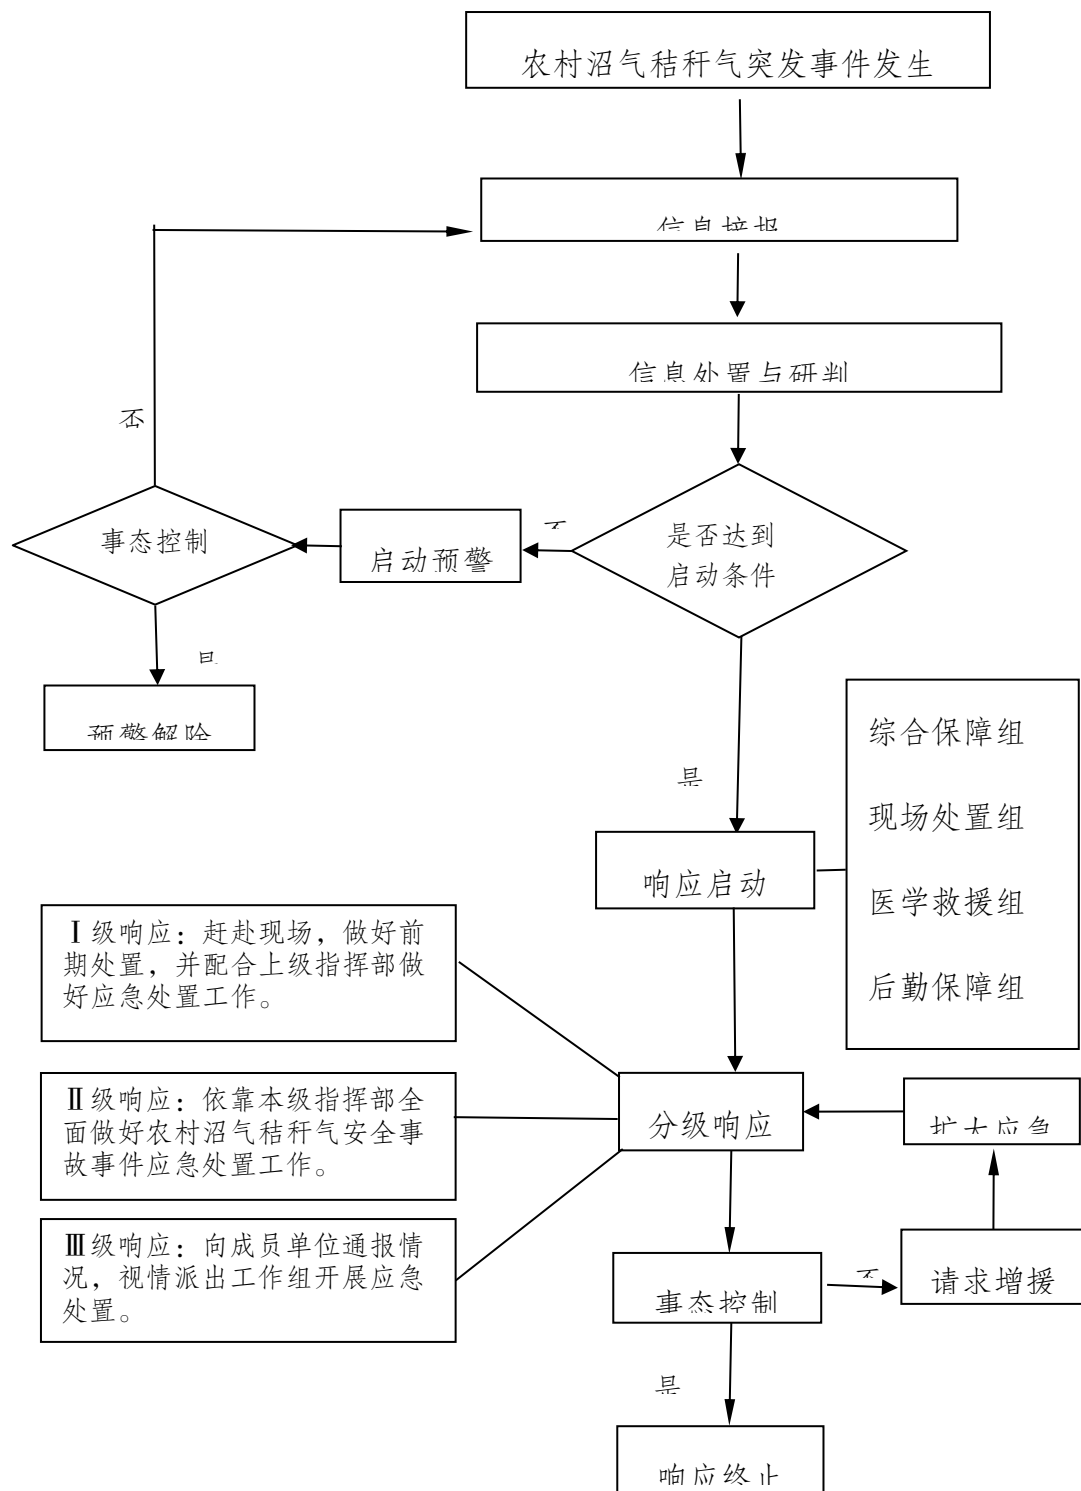 农村沼气秸秆气突发事件发生
信息接报
信息处置与研判
否
事态控制
启动预警
否
是否达到
启动条件
是
预警解除
综合保障组
是
现场处置组
响应启动
医学救援组
后勤保障组
Ⅰ级响应：赶赴现场，做好前
期处置，并配合上级指挥部做
好应急处置工作。
Ⅱ级响应：依靠本级指挥部全
面做好农村沼气秸秆气安全事
故事件应急处置工作。
分级响应
扩大应急
Ⅲ级响应：向成员单位通报情
况，视情派出工作组开展应急
处置。
事态控制
否
请求增援
是
响应终止